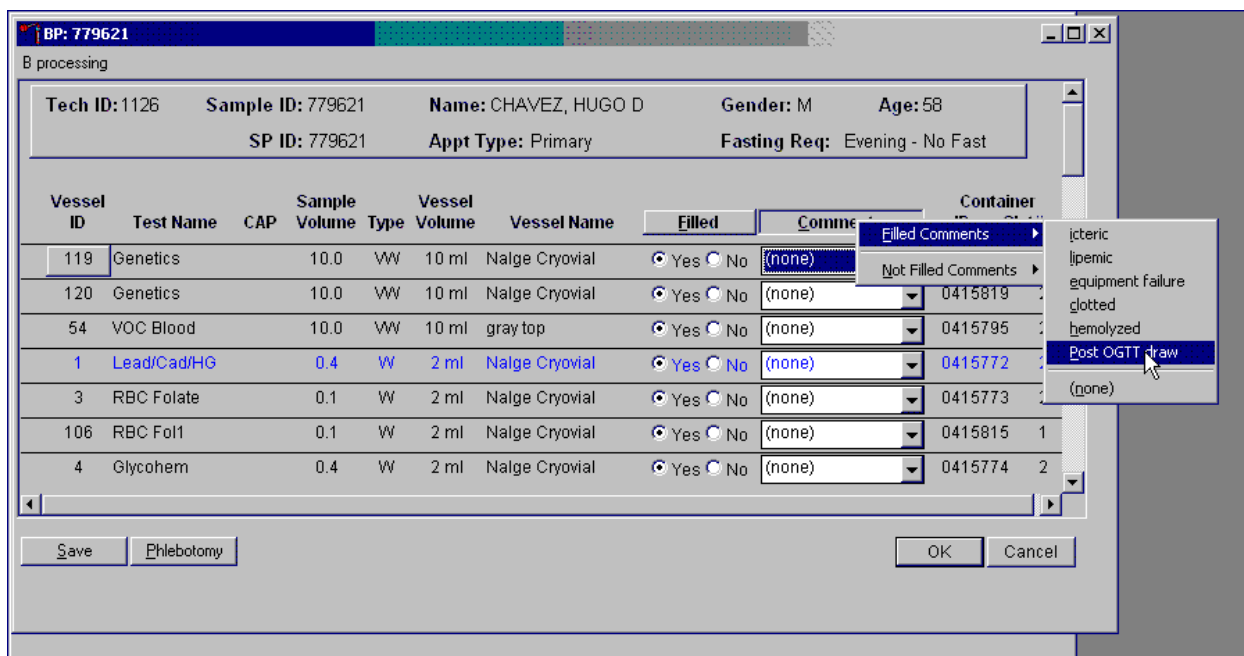 BP: 779621
B processing
Tech ID: 1126 Sample ID: 779621 Name: CHAVEZ, HUGO D Gender: M Age: 58
SP ID: 779621 Appt Type: Primary Fasting Req: Evening - No Fast
Vessel Sample Vessel Container
ID Test Name CAP Volume Type Volume Vessel Name Filled
119 Genetics 10.0 VW 10 ml Nalge Cryovial Yes No (none)
120 Genetics 10.0 VW 10 ml Nalge Cryovial Yes No (none) 0415819
54 VOC Blood 10.0 VW 10 ml gray top Yes No (none) 0415795
1 Lead/Cad/HG 0.4 W 2 ml Nalge Cryovial Yes No (none) 0415772
3 RBC Folate 0.1 W 2 ml Nalge Cryovial Yes No (none) 0415773
106 RBC Fol1 0.1 W 2 ml Nalge Cryovial Yes No (none) 0415815 1
4 Glycohem 0.4 W 2 ml Nalge Cryovial Yes No (none) 0415774 2
Filled Comments
Not Filled Comments
icteric
lipemic
equipment failure
clotted
hemolyzed
Post OGTT draw
(none)
Save Phlebotomy OK Cancel